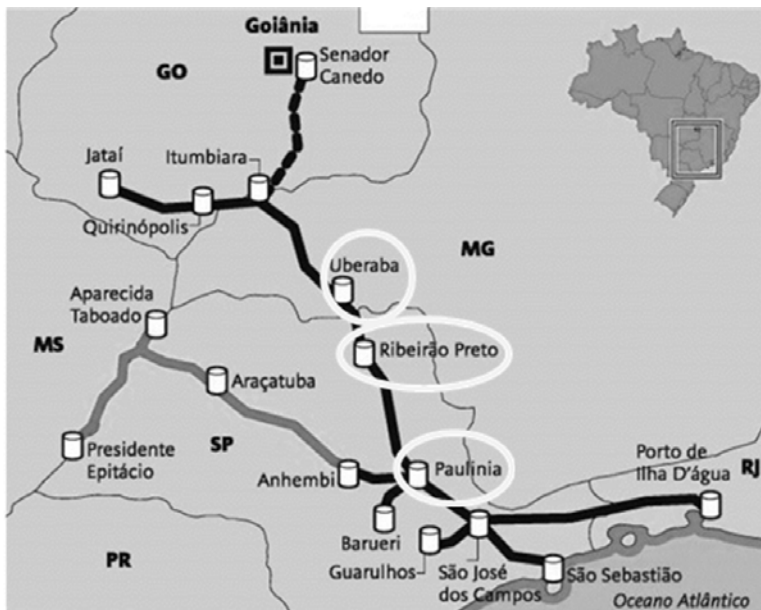 Goiânia
Senador
Canedo
GO
Itumbiara
Jataí
Quirinópolis
MG
Uberaba
Aparecida
Taboado
MS
Ribeirão Preto
Araçatuba
SP
Presidente
Epitácio
Anhembi
Paulinia
Porto de
Ilha D'água
RJ
Barueri
Guarulhos
São José
dos Campos
São Sebastião
PR
Oceano Atlântico